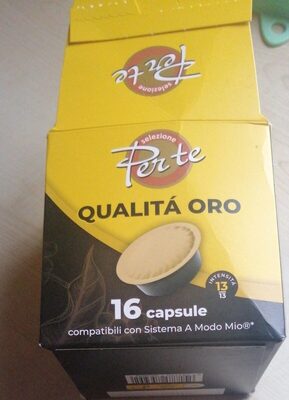 Per te
selezione
selezione
Per te
QUALITÁ ORO
INTENSITÀ
13
13
16 capsule
compatibili con Sistema A Modo Mio®*